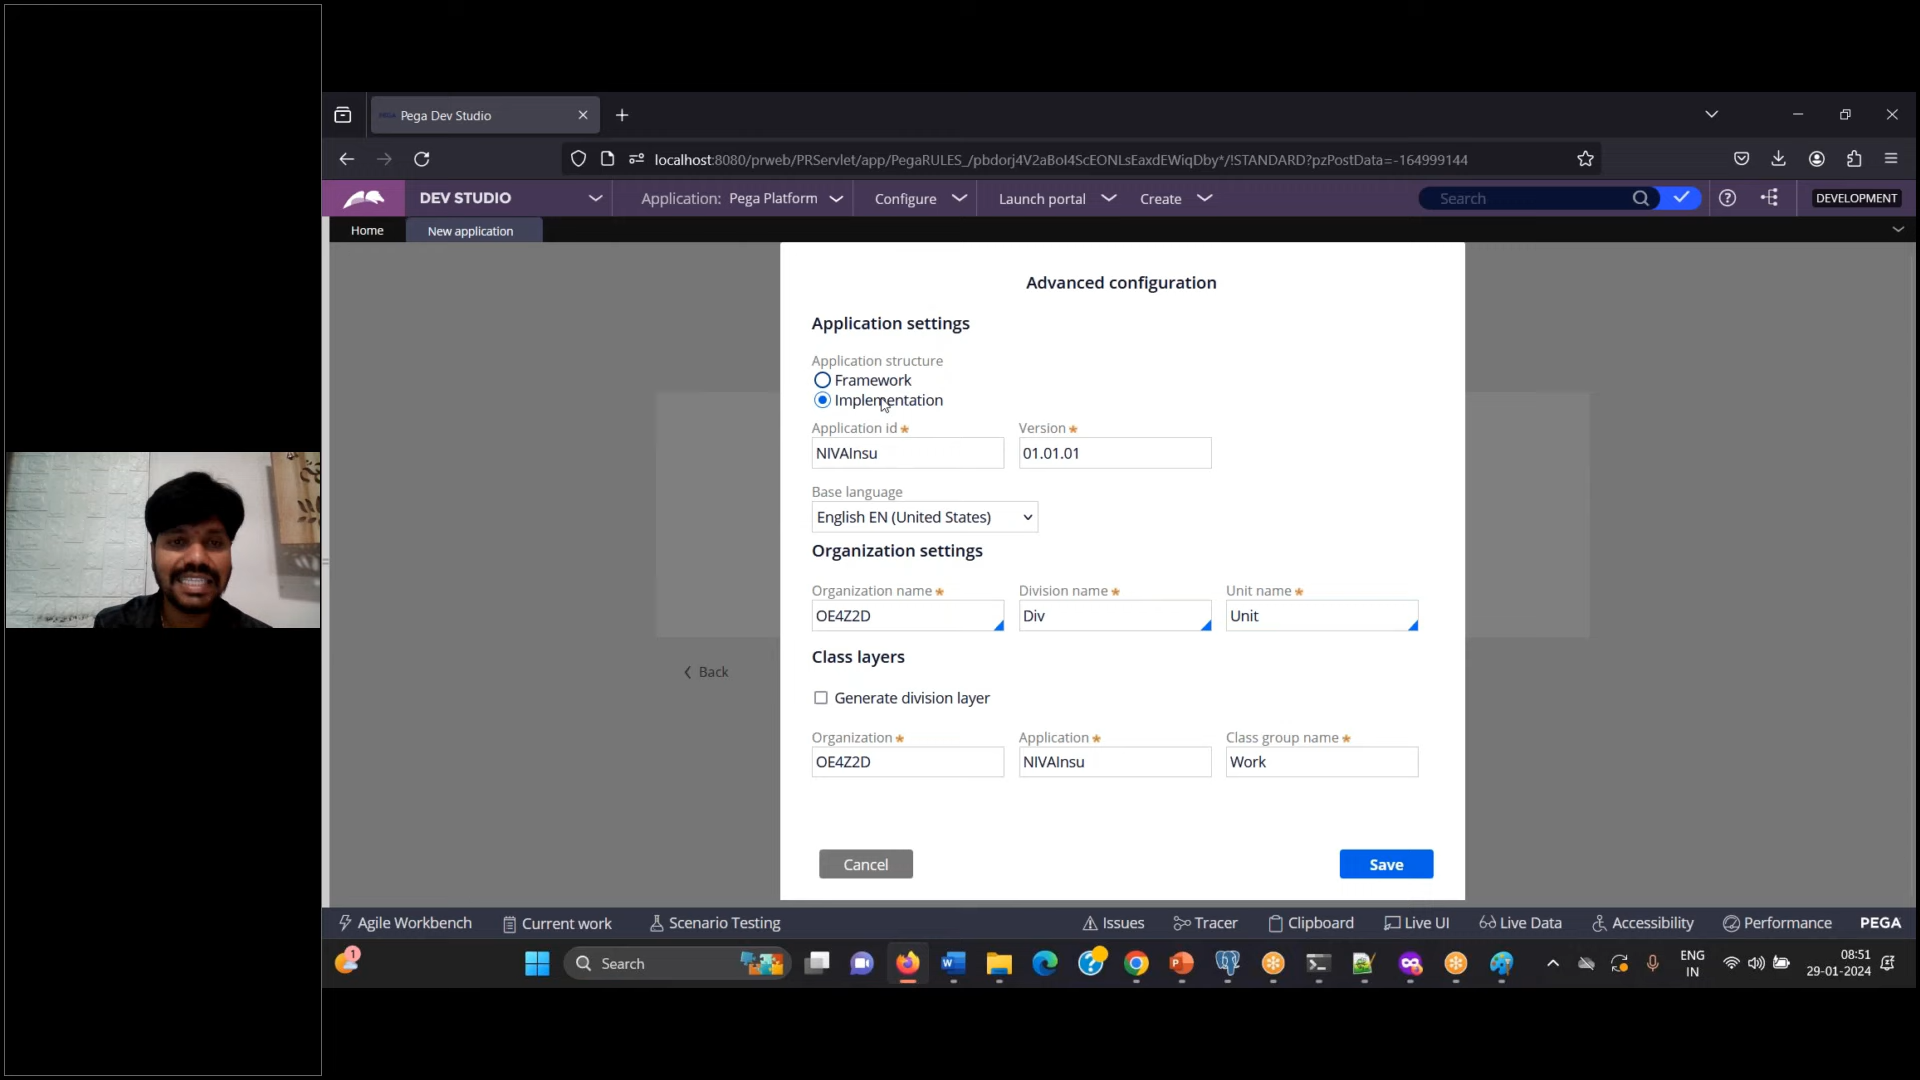 Pega Dev Studio
localhost:8080/prweb/PRServlet/app/PegaRULES_/pbdorj4V2aBoI4ScEONLsEaxdEWiqDby*/!STANDARD?pzPostData=-164999144
DEV STUDIO
Application: Pega Platform
Configure
Launch portal
Create
Search
DEVELOPMENT
Home
New application
Advanced configuration
Application settings
Application structure
Framework
Implementation
Application id * Version *
NIVAInsu 01.01.01
Base language
English EN (United States)
Organization settings
Organization name * Division name * Unit name *
OE4Z2D Div Unit
Class layers
Back
Generate division layer
Organization * Application * Class group name *
OE4Z2D NIVAInsu Work
Cancel Save
Agile Workbench Current work Scenario Testing Issues Tracer Clipboard Live UI Live Data Accessibility Performance PEGA
1 Search ENG 08:51
IN 29-01-2024